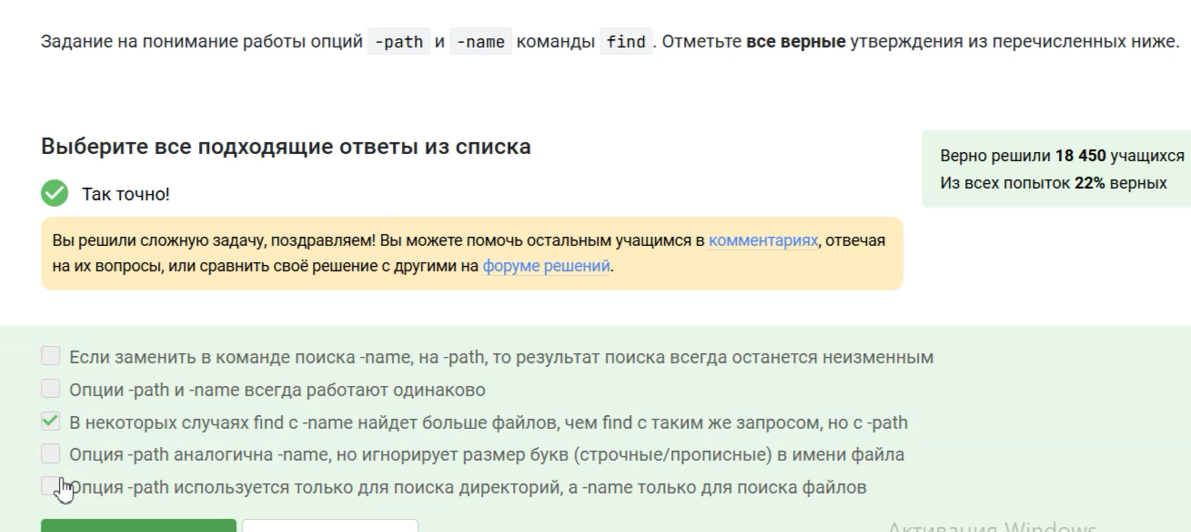 Задание на понимание работы опций -path и -name команды find. Отметьте все верные утверждения из перечисленных ниже.
Выберите все подходящие ответы из списка
Верно решили 18 450 учащихся
Из всех попыток 22% верных
Так точно!
Вы решили сложную задачу, поздравляем! Вы можете помочь остальным учащимся в комментариях, отвечая
на их вопросы, или сравнить своё решение с другими на форуме решений.
Если заменить в команде поиска -name, на -path, то результат поиска всегда останется неизменным
Опции -path и -name всегда работают одинаково
В некоторых случаях find с -name найдет больше файлов, чем find с таким же запросом, но с -path
Опция -path аналогична -name, но игнорирует размер букв (строчные/прописные) в имени файла
Опция -path используется только для поиска директорий, а -name только для поиска файлов
Активация Windows